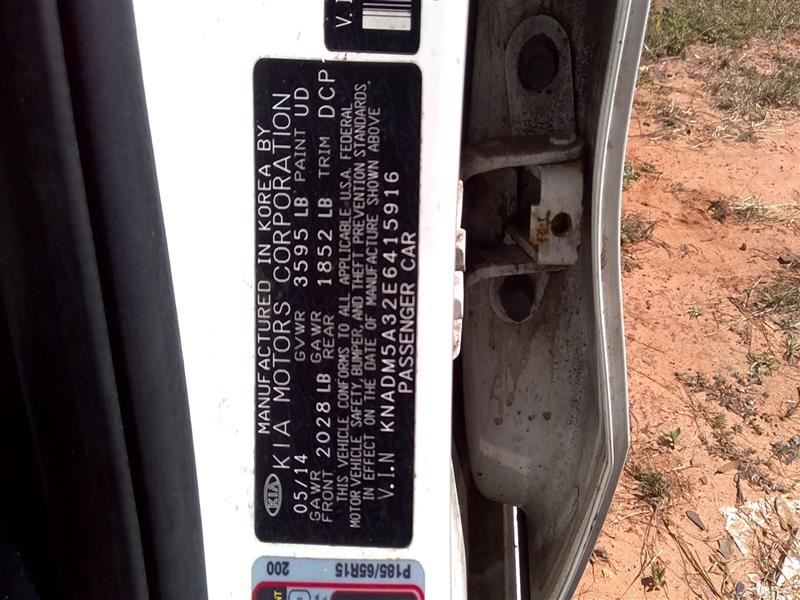 V.I
KIA
MANUFACTURED IN KOREA BY
KIA MOTORS CORPORATION
05/14 GVWR 3595 LB PAINT UD
GAWR FRONT 2028 LB GAWR REAR 1852 LB TRIM DCP
THIS VEHICLE CONFORMS TO ALL APPLICABLE U.S.A. FEDERAL
MOTOR VEHICLE SAFETY, BUMPER, AND THEFT PREVENTION STANDARDS,
IN EFFECT ON THE DATE OF MANUFACTURE SHOWN ABOVE
V.I.N KNADM5A32E6415916
PASSENGER CAR
200
P185/65R15